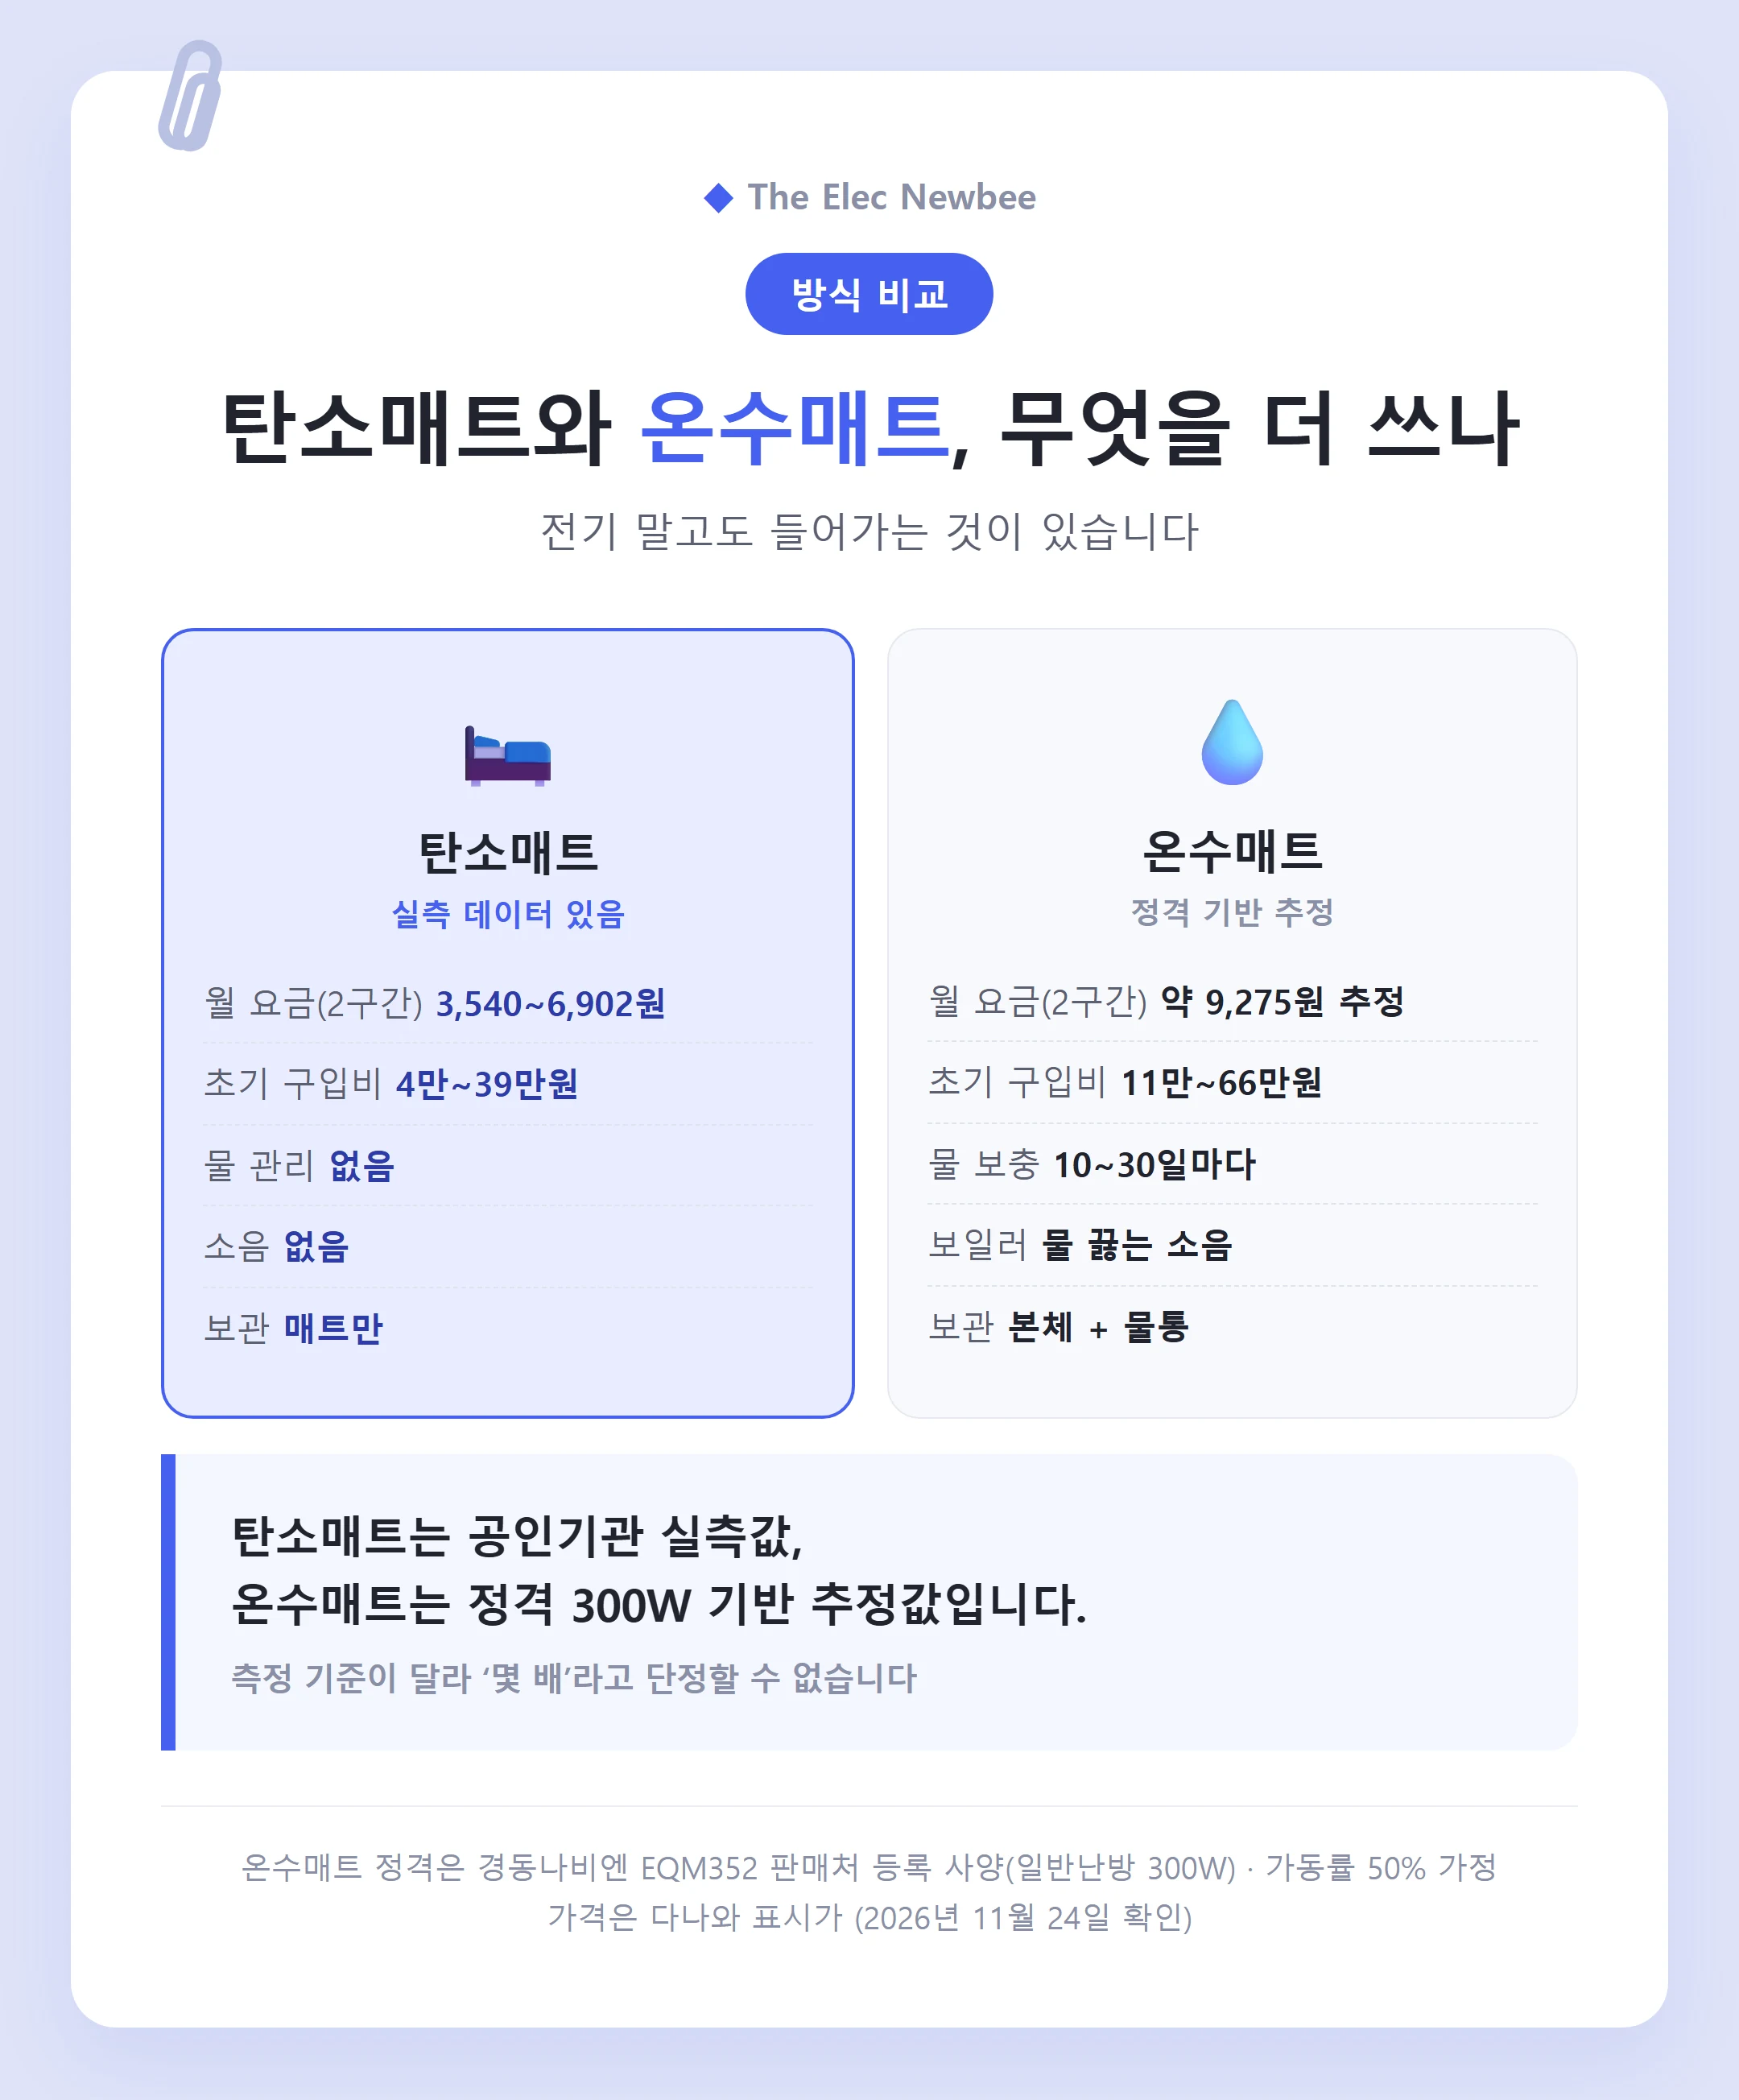 The Elec Newbee
방식 비교
탄소매트와 온수매트, 무엇을 더 쓰나
전기 말고도 들어가는 것이 있습니다
탄소매트
실측 데이터 있음
월 요금(2구간) 3,540~6,902원
초기 구입비 4만~39만원
물 관리 없음
소음 없음
보관 매트만
온수매트
정격 기반 추정
월 요금(2구간) 약 9,275원 추정
초기 구입비 11만~66만원
물 보충 10~30일마다
보일러 물 끓는 소음
보관 본체 + 물통
탄소매트는 공인기관 실측값,
온수매트는 정격 300W 기반 추정값입니다.
측정 기준이 달라 ‘몇 배’라고 단정할 수 없습니다
온수매트 정격은 경동나비엔 EQM352 판매처 등록 사양(일반난방 300W) · 가동률 50% 가정
가격은 다나와 표시가 (2026년 11월 24일 확인)